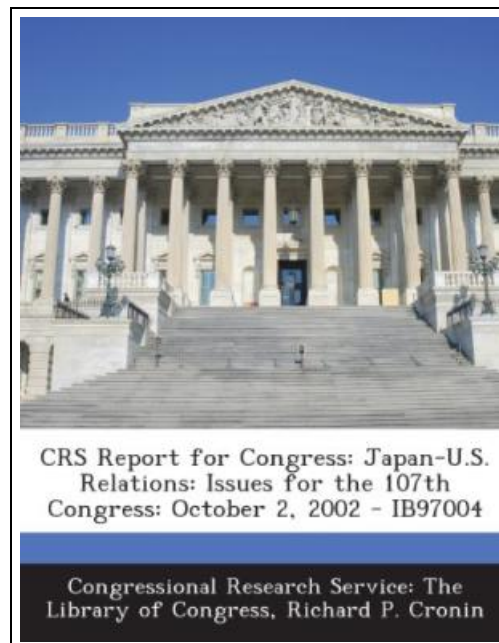 CRS Report for Congress: Japan-U.S.
Relations: Issues for the 107th
Congress: October 2, 2002 - IB97004
Congressional Research Service: The
Library of Congress, Richard P. Cronin